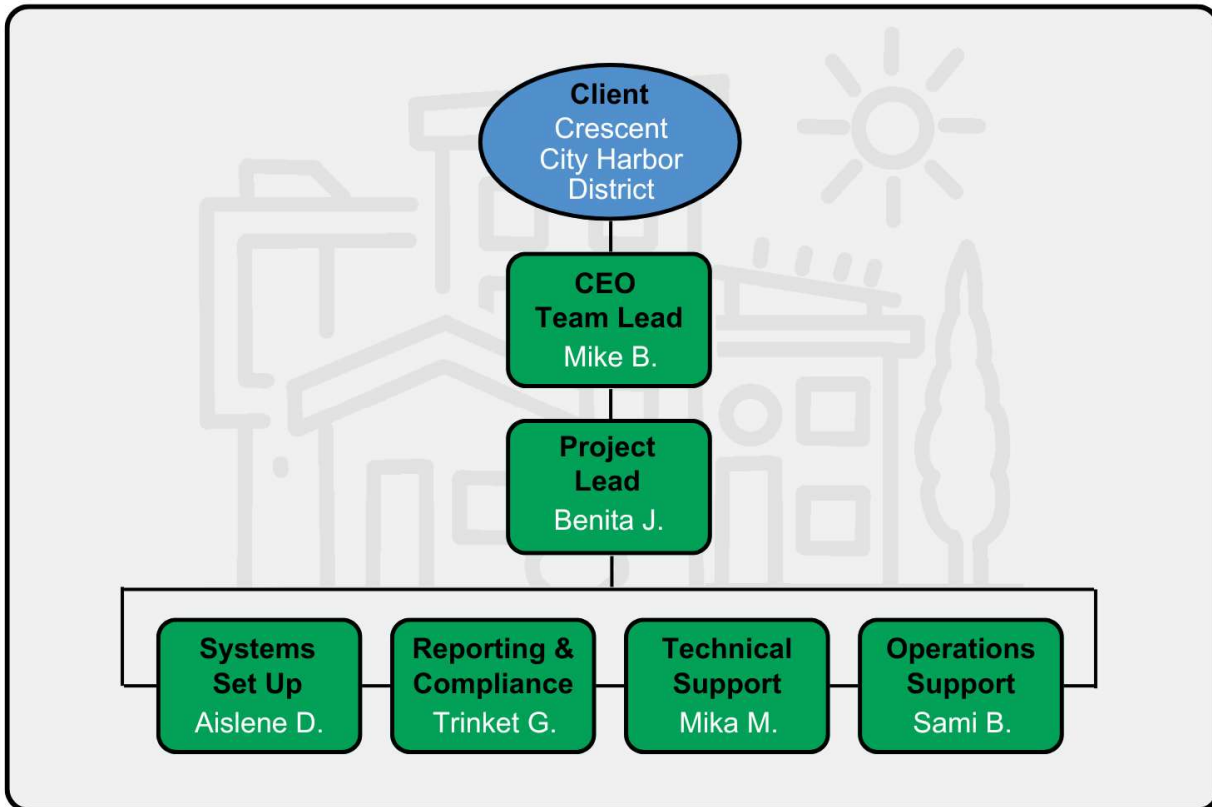 Client
Crescent
City Harbor
District
CEO
Team Lead
Mike B.
Project
Lead
Benita J.
Systems
Set Up
Aislene D.
Reporting &
Compliance
Trinket G.
Technical
Support
Mika M.
Operations
Support
Sami B.